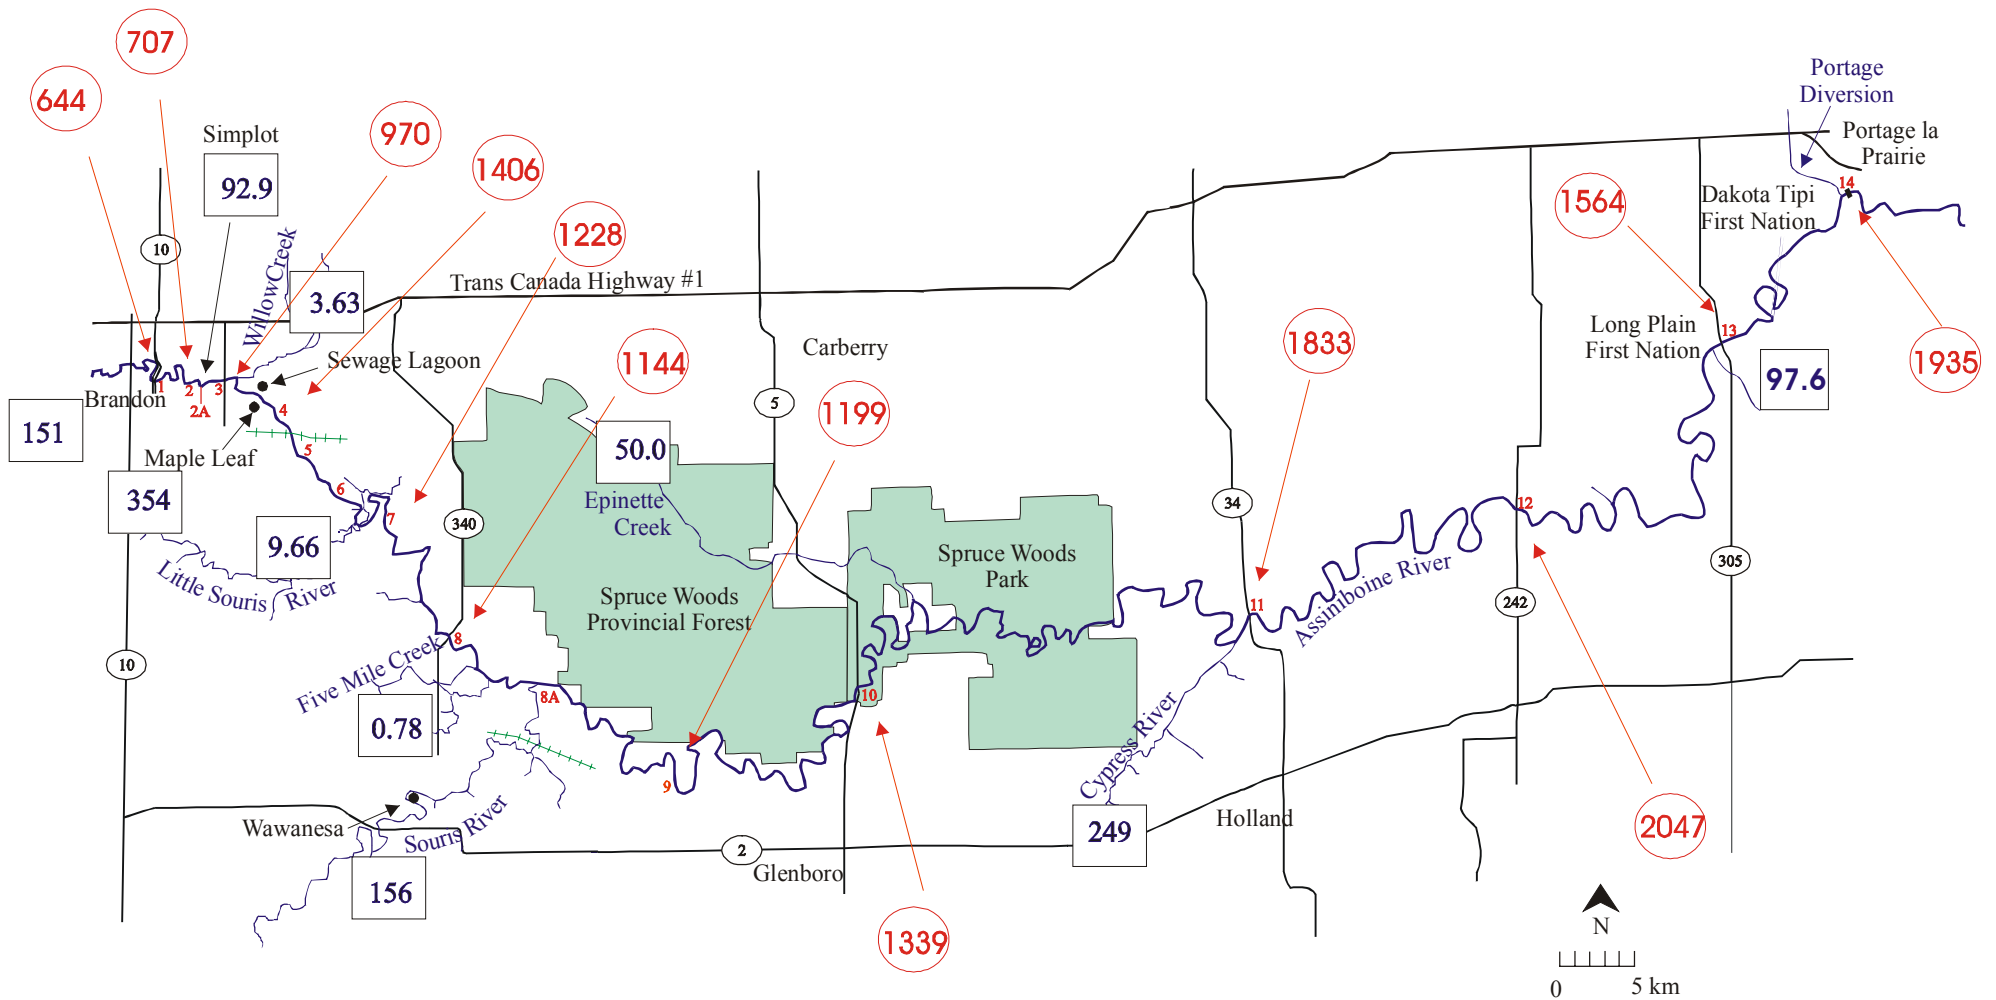 707
644
970
Simplot
92.9
1406
10
WillowCreek
3.63
1228
Trans Canada Highway #1
Portage
Diversion
Portage la
Prairie
14
Dakota Tipi
First Nation
1564
13
Long Plain
First Nation
97.6
1935
1833
Carberry
1144
1199
5
Sewage Lagoon
1
2
3
2A
Brandon
4
151
Maple Leaf
5
354
6
7
9.66
340
50.0
Epinette
Creek
Spruce Woods
Park
34
12
Assiniboine River
242
305
Little Souris River
Spruce Woods
Provincial Forest
11
10
Five Mile Creek
8
8A
10
0.78
9
Cypress River
Wawanesa
Souris River
156
2
Glenboro
249
Holland
2047
1339
N
0
5 km